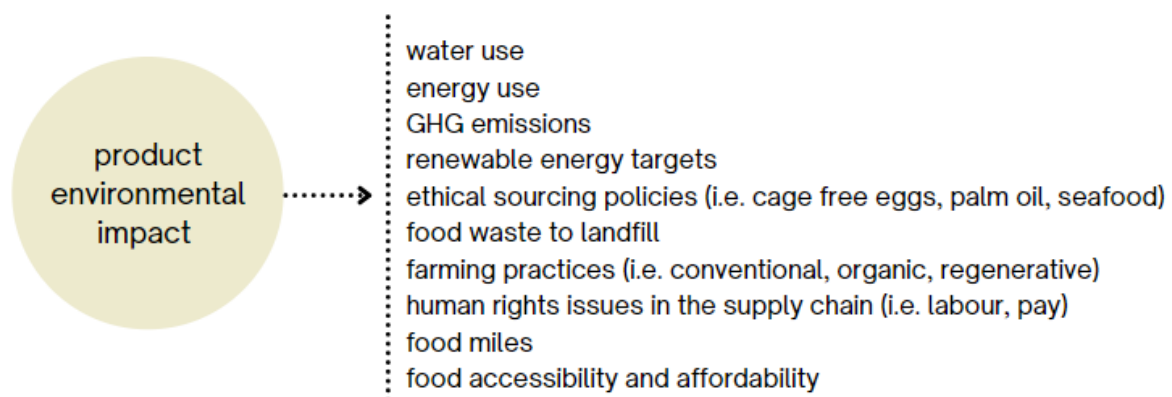 product
environmental
impact
water use
energy use
GHG emissions
renewable energy targets
ethical sourcing policies (i.e. cage free eggs, palm oil, seafood)
food waste to landfill
farming practices (i.e. conventional, organic, regenerative)
human rights issues in the supply chain (i.e. labour, pay)
food miles
food accessibility and affordability